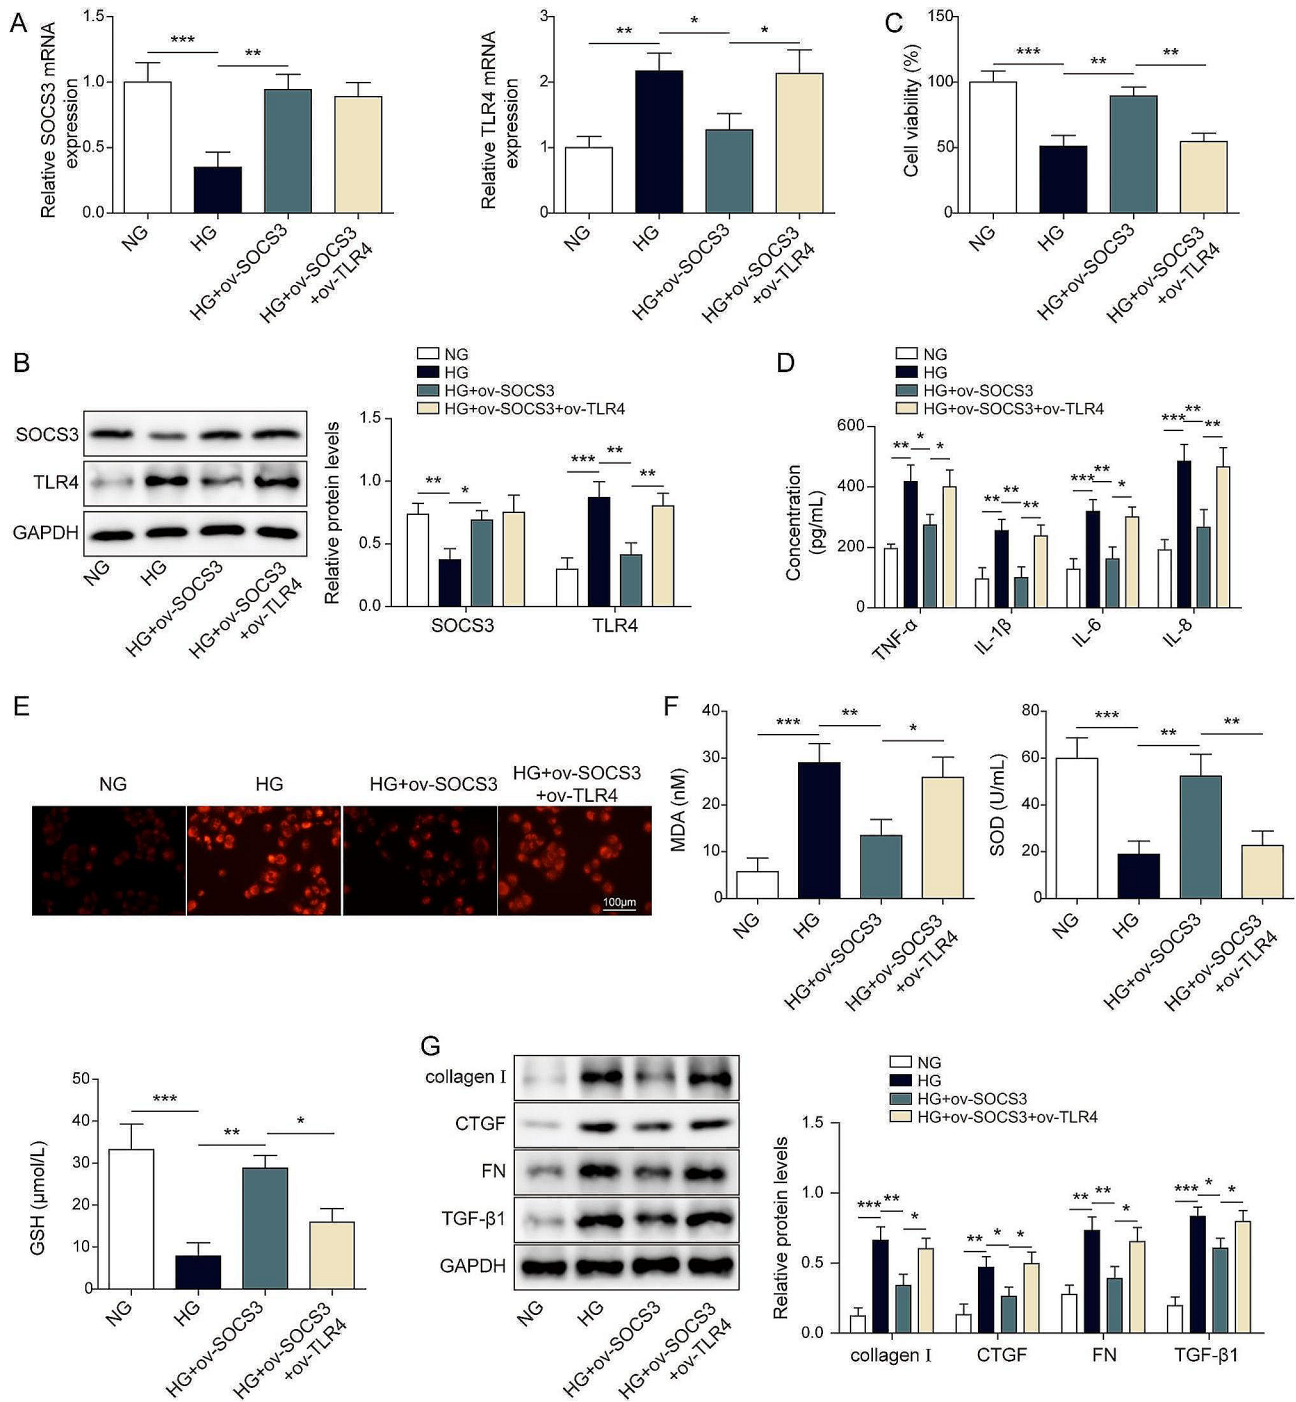 A
Relative SOCS3 mRNA
expression
1.5
1.0
0.5
0.0
***
**
NG
HG
HG+ov-SOCS3
HG+ov-SOCS3
+ov-TLR4
Relative TLR4 mRNA
expression
3
2
1
0
**
*
*
NG
HG
HG+ov-SOCS3
HG+ov-SOCS3
+ov-TLR4
C
Cell viability (%)
150
100
50
0
***
**
**
NG
HG
HG+ov-SOCS3
HG+ov-SOCS3
+ov-TLR4
B
SOCS3
TLR4
GAPDH
NG
HG
HG+ov-SOCS3
HG+ov-SOCS3
+ov-TLR4
NG
HG
HG+ov-SOCS3
HG+ov-SOCS3+ov-TLR4
Relative protein levels
1.5
1.0
0.5
0.0
**
*
***
**
**
SOCS3
TLR4
D
NG
HG
HG+ov-SOCS3
HG+ov-SOCS3+ov-TLR4
Concentration
(pg/mL)
600
400
200
0
**
*
*
**
**
**
***
**
*
***
**
**
TNF-α
IL-1β
IL-6
IL-8
E
NG
HG
HG+ov-SOCS3
HG+ov-SOCS3
+ov-TLR4
100μm
F
MDA (nM)
40
30
20
10
0
***
**
*
NG
HG
HG+ov-SOCS3
HG+ov-SOCS3
+ov-TLR4
SOD (U/mL)
80
60
40
20
0
***
**
**
NG
HG
HG+ov-SOCS3
HG+ov-SOCS3
+ov-TLR4
GSH (μmol/L)
50
40
30
20
10
0
***
**
*
NG
HG
HG+ov-SOCS3
HG+ov-SOCS3
+ov-TLR4
G
collagen I
CTGF
FN
TGF-β1
GAPDH
NG
HG
HG+ov-SOCS3
HG+ov-SOCS3
+ov-TLR4
NG
HG
HG+ov-SOCS3
HG+ov-SOCS3+ov-TLR4
Relative protein levels
1.5
1.0
0.5
0.0
***
**
*
**
*
*
**
**
*
***
*
*
collagen I
CTGF
FN
TGF-β1